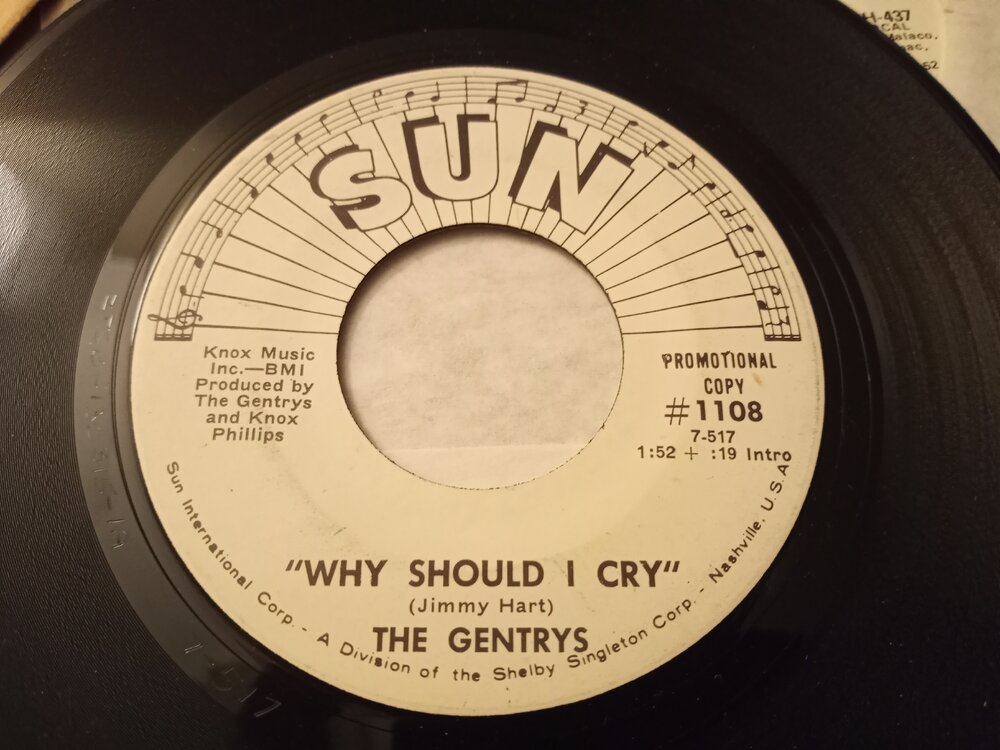 SUN
Knox Music
Inc.—BMI
Produced by
The Gentrys
and Knox
Phillips
PROMOTIONAL
COPY
#1108
7-517
1:52 + :19 Intro
"WHY SHOULD I CRY"
(Jimmy Hart)
THE GENTRYS
Sun International Corp. - A Division of the Shelby Singleton Corp. - Nashville, U.S.A
H-437
52